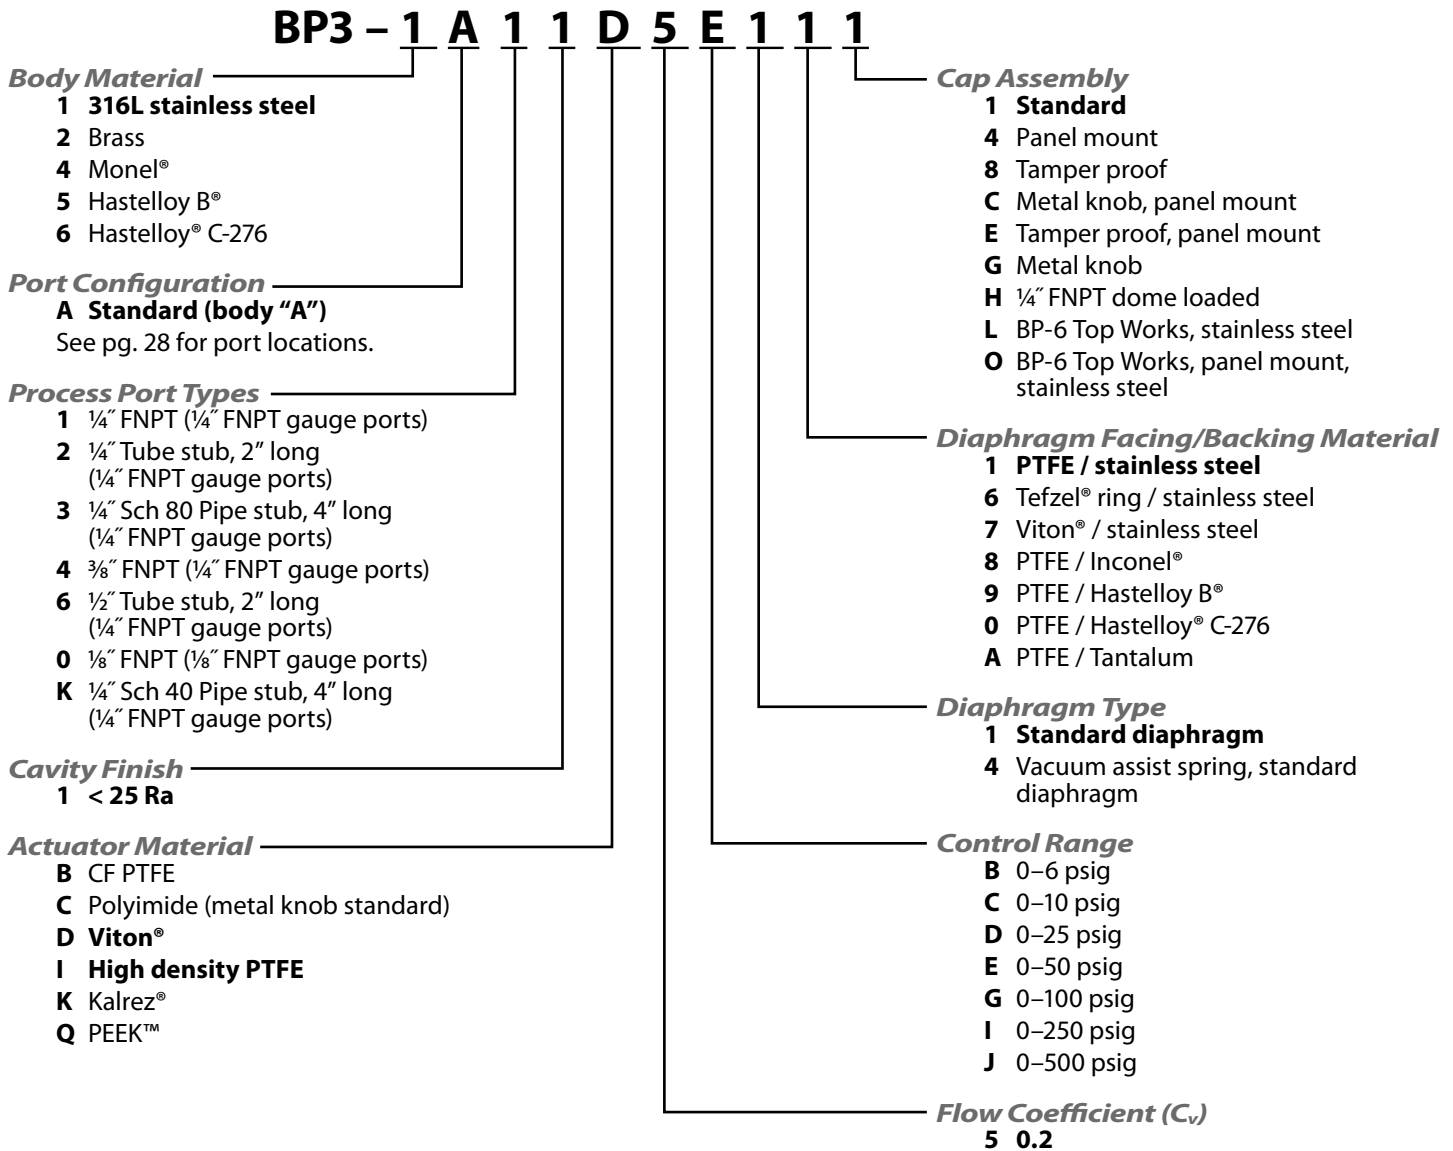 BP3 – 1 A 1 1 D 5 E 1 1 1
Body Material
1 316L stainless steel
2 Brass
4 Monel®
5 Hastelloy B®
6 Hastelloy® C-276
Port Configuration
A Standard (body “A”)
See pg. 28 for port locations.
Process Port Types
1 ¼˝ FNPT (¼˝ FNPT gauge ports)
2 ¼˝ Tube stub, 2” long
(¼˝ FNPT gauge ports)
3 ¼˝ Sch 80 Pipe stub, 4” long
(¼˝ FNPT gauge ports)
4 ⅜˝ FNPT (¼˝ FNPT gauge ports)
6 ½˝ Tube stub, 2” long
(¼˝ FNPT gauge ports)
0 ⅛˝ FNPT (⅛˝ FNPT gauge ports)
K ¼˝ Sch 40 Pipe stub, 4” long
(¼˝ FNPT gauge ports)
Cavity Finish
1 < 25 Ra
Actuator Material
B CF PTFE
C Polyimide (metal knob standard)
D Viton®
I High density PTFE
K Kalrez®
Q PEEK™
Cap Assembly
1 Standard
4 Panel mount
8 Tamper proof
C Metal knob, panel mount
E Tamper proof, panel mount
G Metal knob
H ¼˝ FNPT dome loaded
L BP-6 Top Works, stainless steel
O BP-6 Top Works, panel mount,
stainless steel
Diaphragm Facing/Backing Material
1 PTFE / stainless steel
6 Tefzel® ring / stainless steel
7 Viton® / stainless steel
8 PTFE / Inconel®
9 PTFE / Hastelloy B®
0 PTFE / Hastelloy® C-276
A PTFE / Tantalum
Diaphragm Type
1 Standard diaphragm
4 Vacuum assist spring, standard
diaphragm
Control Range
B 0–6 psig
C 0–10 psig
D 0–25 psig
E 0–50 psig
G 0–100 psig
I 0–250 psig
J 0–500 psig
Flow Coefficient (Cv)
5 0.2